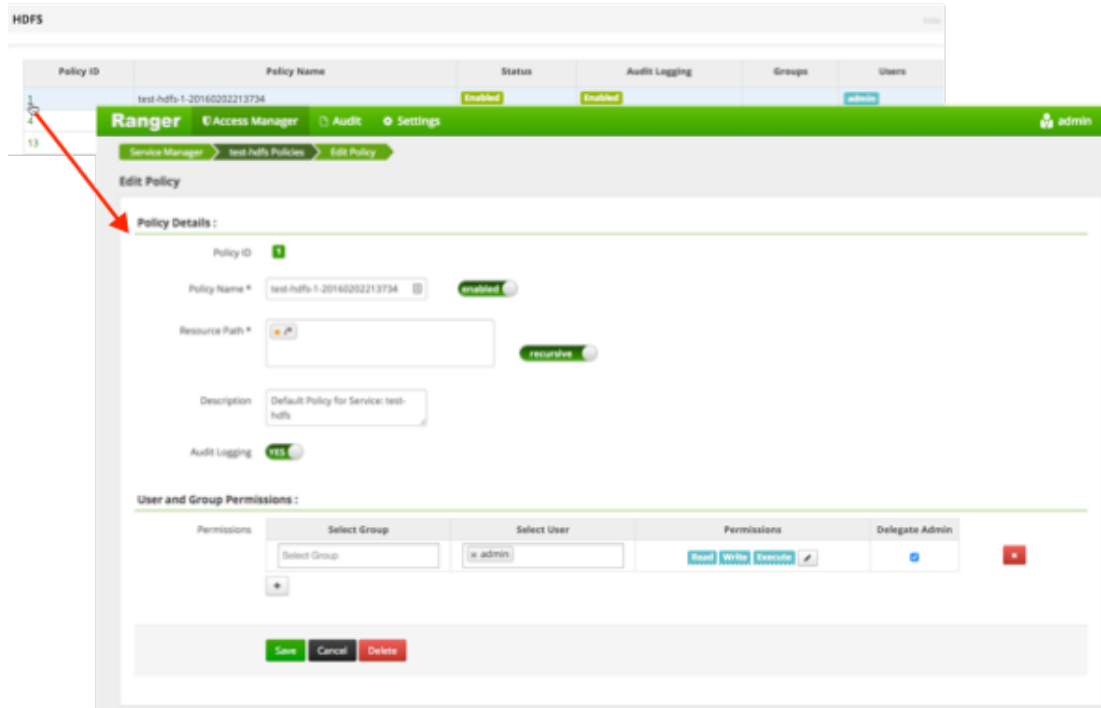 HDFS
Hide
Policy ID Policy Name Status Audit Logging Groups Users
1 test-hdfs-1-20160202213734 Enabled Enabled admin
4
13
Ranger Access Manager Audit Settings admin
Service Manager test-hdfs Policies Edit Policy
Edit Policy
Policy Details :
Policy ID 1
Policy Name * test-hdfs-1-20160202213734 enabled
Resource Path * x /*
recursive
Description Default Policy for Service: test-
hdfs
Audit Logging YES
User and Group Permissions :
Permissions Select Group Select User Permissions Delegate Admin
Select Group x admin Read Write Execute
+
Save Cancel Delete